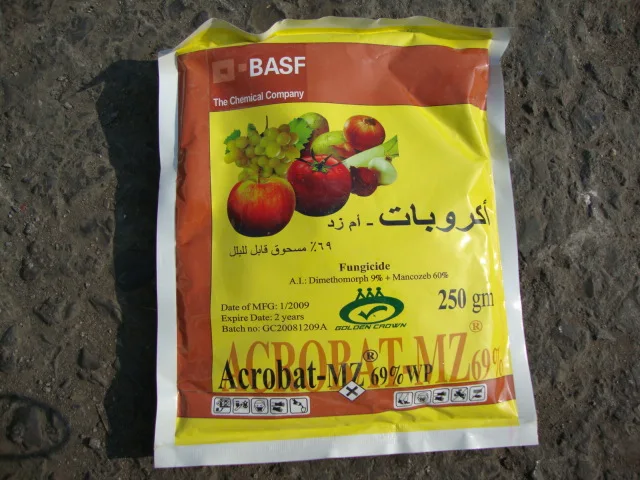 BASF
The Chemical Company
أكروبات - أم زد
٦٩٪ مسحوق قابل للبلل
Fungicide
A.I.: Dimethomorph 9% + Mancozeb 60%
250 gm
Date of MFG: 1/2009
Expire Date: 2 years
Batch no: GC20081209A
GOLDEN CROWN
ACROBAT-MZ® 69%
Acrobat-MZ® 69% WP